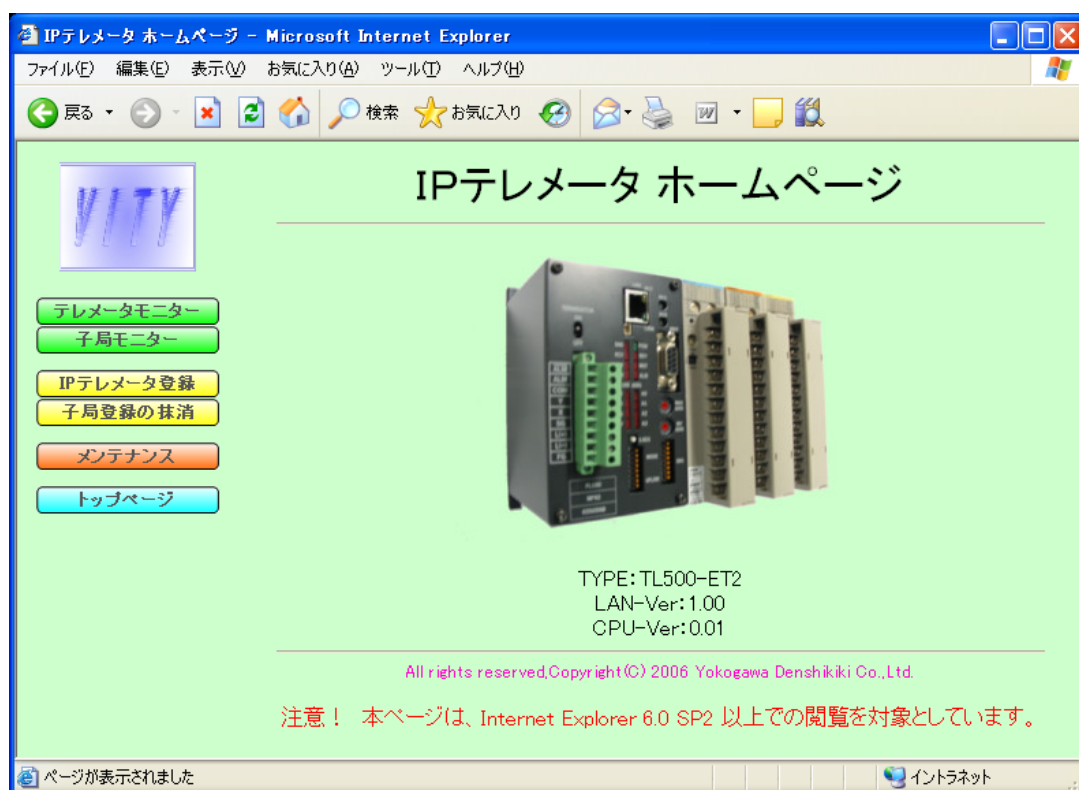 IPテレメータ ホームページ - Microsoft Internet Explorer
ファイル(F) 編集(E) 表示(V) お気に入り(A) ツール(T) ヘルプ(H)
戻る 検索 お気に入り
VITY
IPテレメータ ホームページ
テレメータモニター
子局モニター
IPテレメータ登録
子局登録の抹消
メンテナンス
トップページ
TYPE:TL500-ET2
LAN-Ver:1.00
CPU-Ver:0.01
All rights reserved,Copyright(C) 2006 Yokogawa Denshikiki Co.,Ltd.
注意！ 本ページは、Internet Explorer 6.0 SP2 以上での閲覧を対象としています。
ページが表示されました
イントラネット